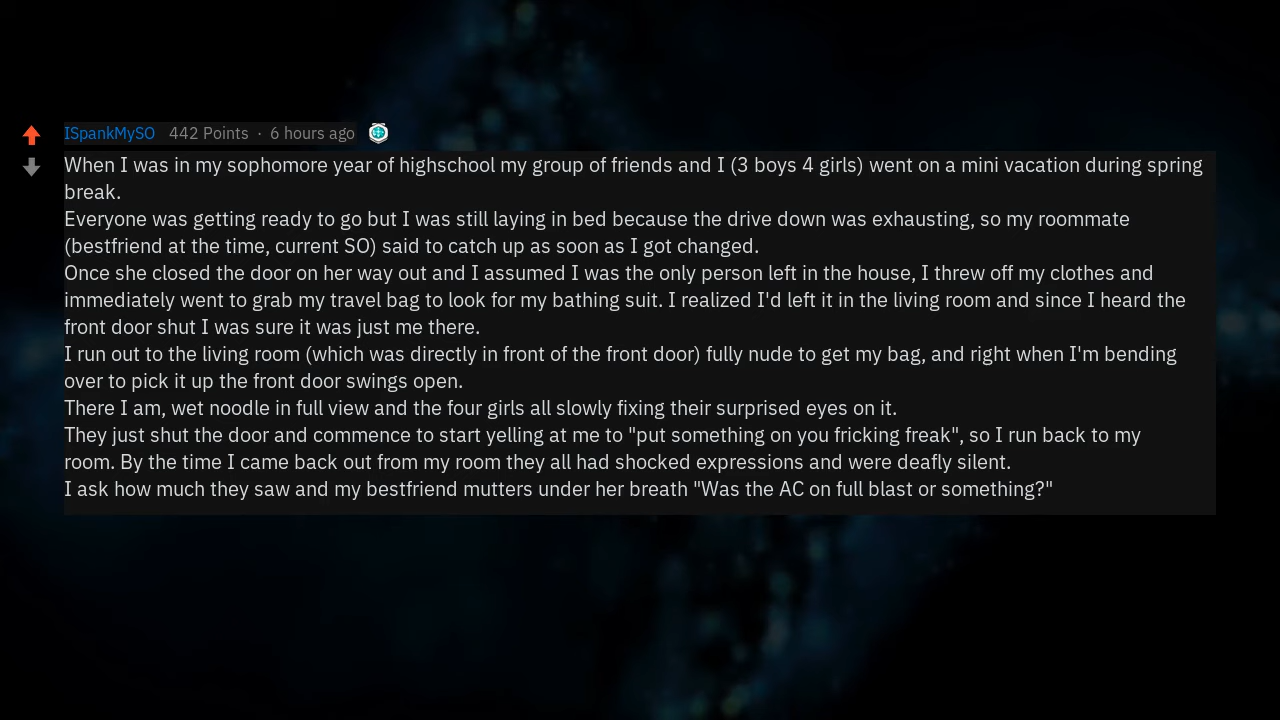 ISpankMySO 442 Points · 6 hours ago
When I was in my sophomore year of highschool my group of friends and I (3 boys 4 girls) went on a mini vacation during spring
break.
Everyone was getting ready to go but I was still laying in bed because the drive down was exhausting, so my roommate
(bestfriend at the time, current SO) said to catch up as soon as I got changed.
Once she closed the door on her way out and I assumed I was the only person left in the house, I threw off my clothes and
immediately went to grab my travel bag to look for my bathing suit. I realized I'd left it in the living room and since I heard the
front door shut I was sure it was just me there.
I run out to the living room (which was directly in front of the front door) fully nude to get my bag, and right when I'm bending
over to pick it up the front door swings open.
There I am, wet noodle in full view and the four girls all slowly fixing their surprised eyes on it.
They just shut the door and commence to start yelling at me to "put something on you fricking freak", so I run back to my
room. By the time I came back out from my room they all had shocked expressions and were deafly silent.
I ask how much they saw and my bestfriend mutters under her breath "Was the AC on full blast or something?"